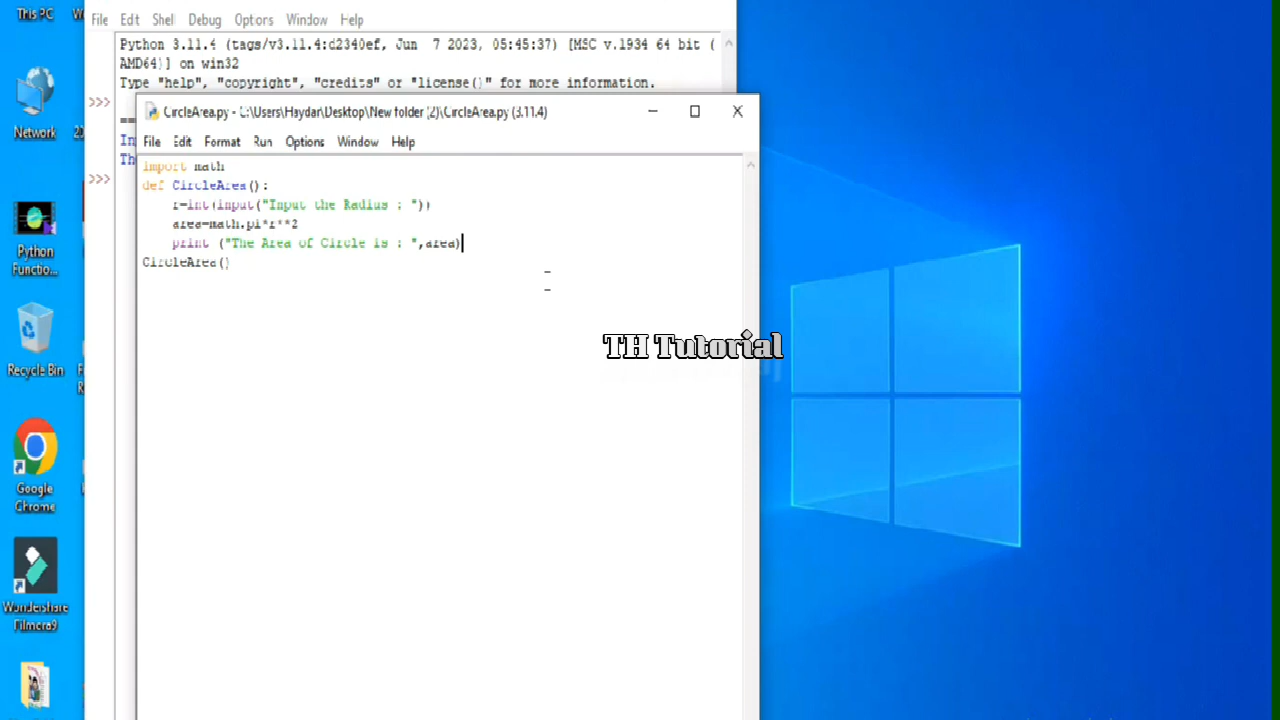 This PC
File Edit Shell Debug Options Window Help
Python 3.11.4 (tags/v3.11.4:d2340ef, Jun  7 2023, 05:45:37) [MSC v.1934 64 bit (
AMD64)] on win32
Type "help", "copyright", "credits" or "license()" for more information.
>>>
In
Th
>>>
CircleArea.py - C:\Users\Haydar\Desktop\New folder (2)\CircleArea.py (3.11.4)
File Edit Format Run Options Window Help
import math
def CircleArea():
    r=int(input("Input the Radius : "))
    area=math.pi*r**2
    print ("The Area of Circle is : ",area)
CircleArea()
TH Tutorial
Network
Python
Functio...
Recycle Bin
Google
Chrome
Wondershare
Filmora9